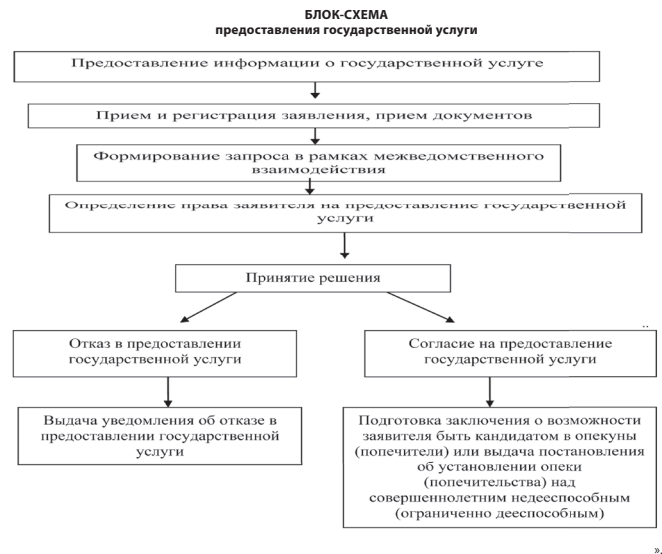 БЛОК-СХЕМА
предоставления государственной услуги
Предоставление информации о государственной услуге
Прием и регистрация заявления, прием документов
Формирование запроса в рамках межведомственного
взаимодействия
Определение права заявителя на предоставление государственной
услуги
Принятие решения
Отказ в предоставлении
государственной услуги
Согласие на предоставление
государственной услуги
Выдача уведомления об отказе в
предоставлении государственной
услуги
Подготовка заключения о возможности
заявителя быть кандидатом в опекуны
(попечители) или выдача постановления
об установлении опеки
(попечительства) над
совершеннолетним недееспособным
(ограниченно дееспособным)
».